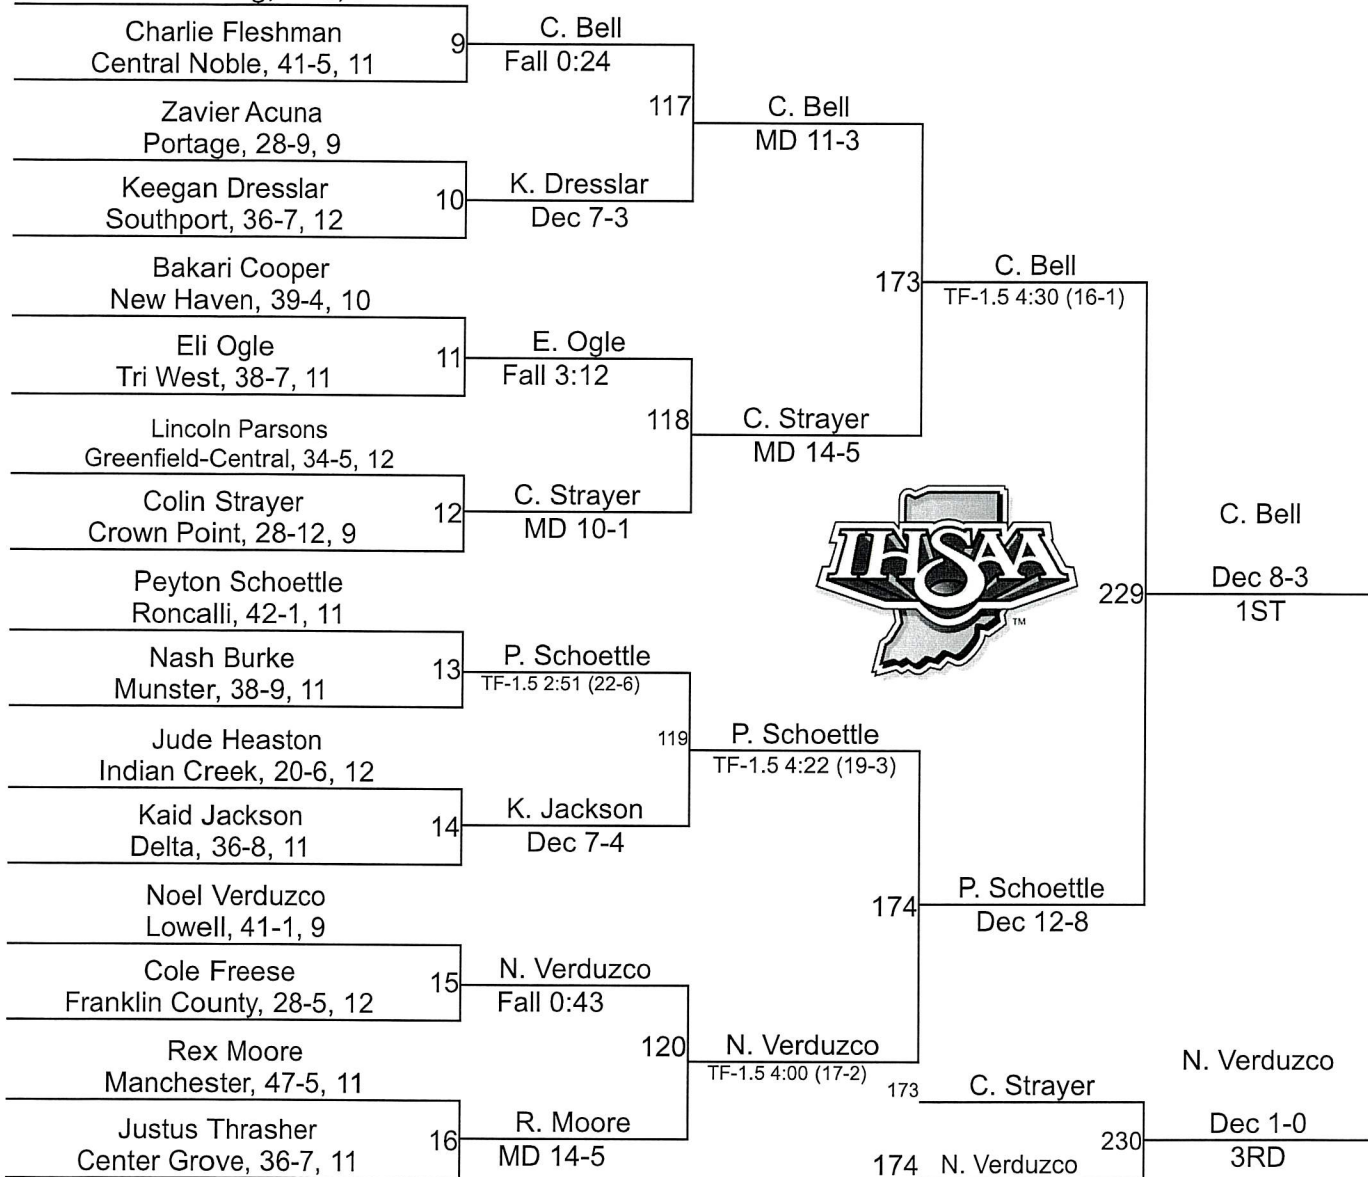 Charlie Fleshman
Central Noble, 41-5, 11
9
C. Bell
Fall 0:24
Zavier Acuna
Portage, 28-9, 9
117
C. Bell
MD 11-3
Keegan Dresslar
Southport, 36-7, 12
10
K. Dresslar
Dec 7-3
Bakari Cooper
New Haven, 39-4, 10
173
C. Bell
TF-1.5 4:30 (16-1)
Eli Ogle
Tri West, 38-7, 11
11
E. Ogle
Fall 3:12
Lincoln Parsons
Greenfield-Central, 34-5, 12
118
C. Strayer
MD 14-5
Colin Strayer
Crown Point, 28-12, 9
12
C. Strayer
MD 10-1
IHSAA
TM
C. Bell
229
Dec 8-3
1ST
Peyton Schoettle
Roncalli, 42-1, 11
Nash Burke
Munster, 38-9, 11
13
P. Schoettle
TF-1.5 2:51 (22-6)
Jude Heaston
Indian Creek, 20-6, 12
119
P. Schoettle
TF-1.5 4:22 (19-3)
Kaid Jackson
Delta, 36-8, 11
14
K. Jackson
Dec 7-4
Noel Verduzco
Lowell, 41-1, 9
174
P. Schoettle
Dec 12-8
Cole Freese
Franklin County, 28-5, 12
15
N. Verduzco
Fall 0:43
Rex Moore
Manchester, 47-5, 11
120
N. Verduzco
TF-1.5 4:00 (17-2)
Justus Thrasher
Center Grove, 36-7, 11
16
R. Moore
MD 14-5
173
C. Strayer
174
N. Verduzco
230
N. Verduzco
Dec 1-0
3RD